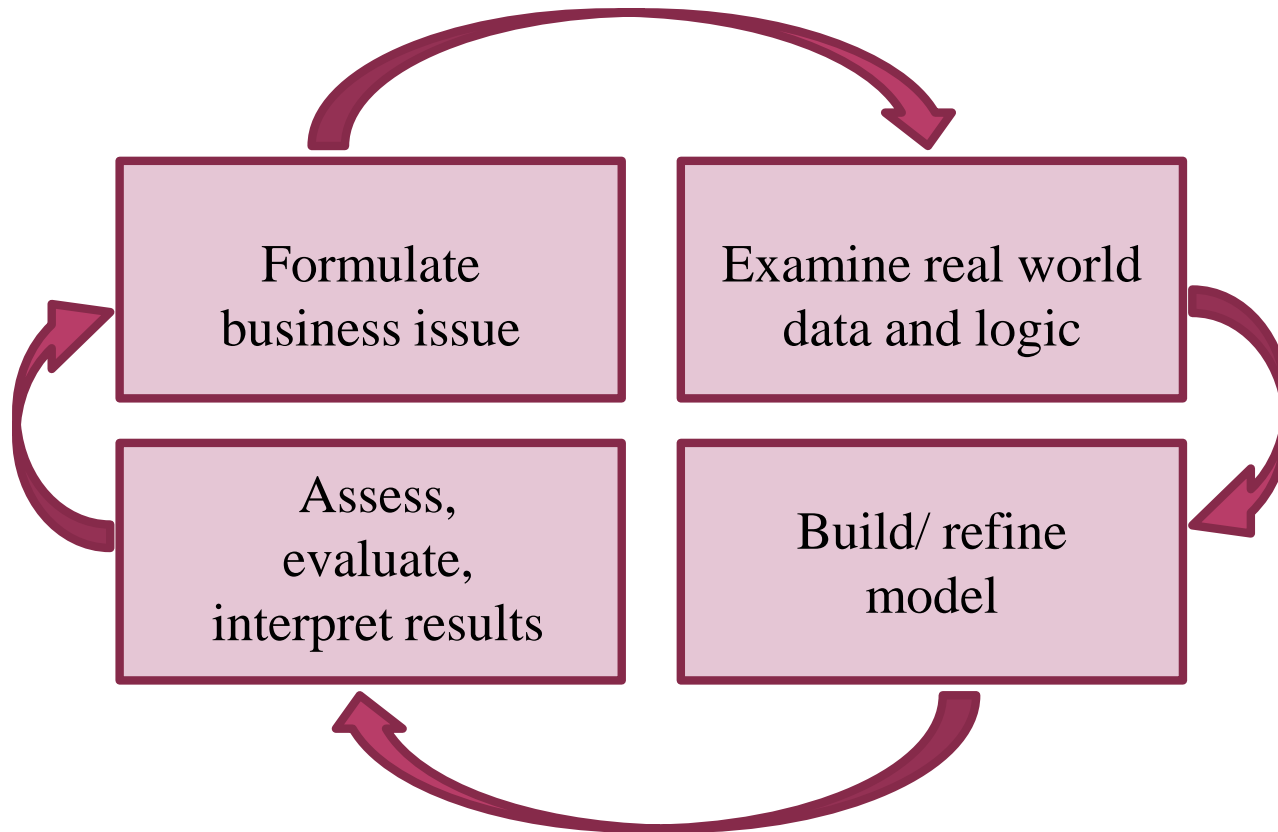 Formulate
business issue
Examine real world
data and logic
Assess,
evaluate,
interpret results
Build/ refine
model